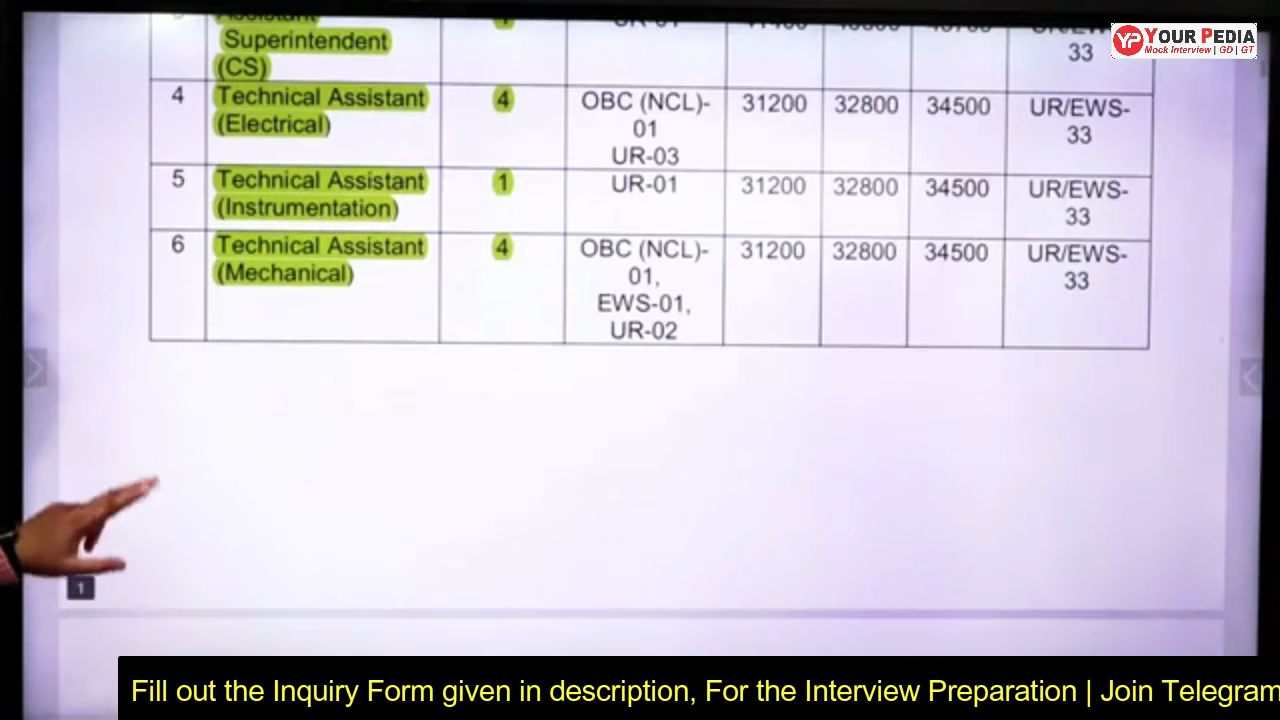 Superintendent
33
(CS)
4 Technical Assistant 4 OBC (NCL)- 31200 32800 34500 UR/EWS-
(Electrical) 01 33
UR-03
5 Technical Assistant 1 UR-01 31200 32800 34500 UR/EWS-
(Instrumentation) 33
6 Technical Assistant 4 OBC (NCL)- 31200 32800 34500 UR/EWS-
(Mechanical) 01, 33
EWS-01,
UR-02
1
YP YOUR PEDIA
Mock Interview | GD | GT
Fill out the Inquiry Form given in description, For the Interview Preparation | Join Telegram